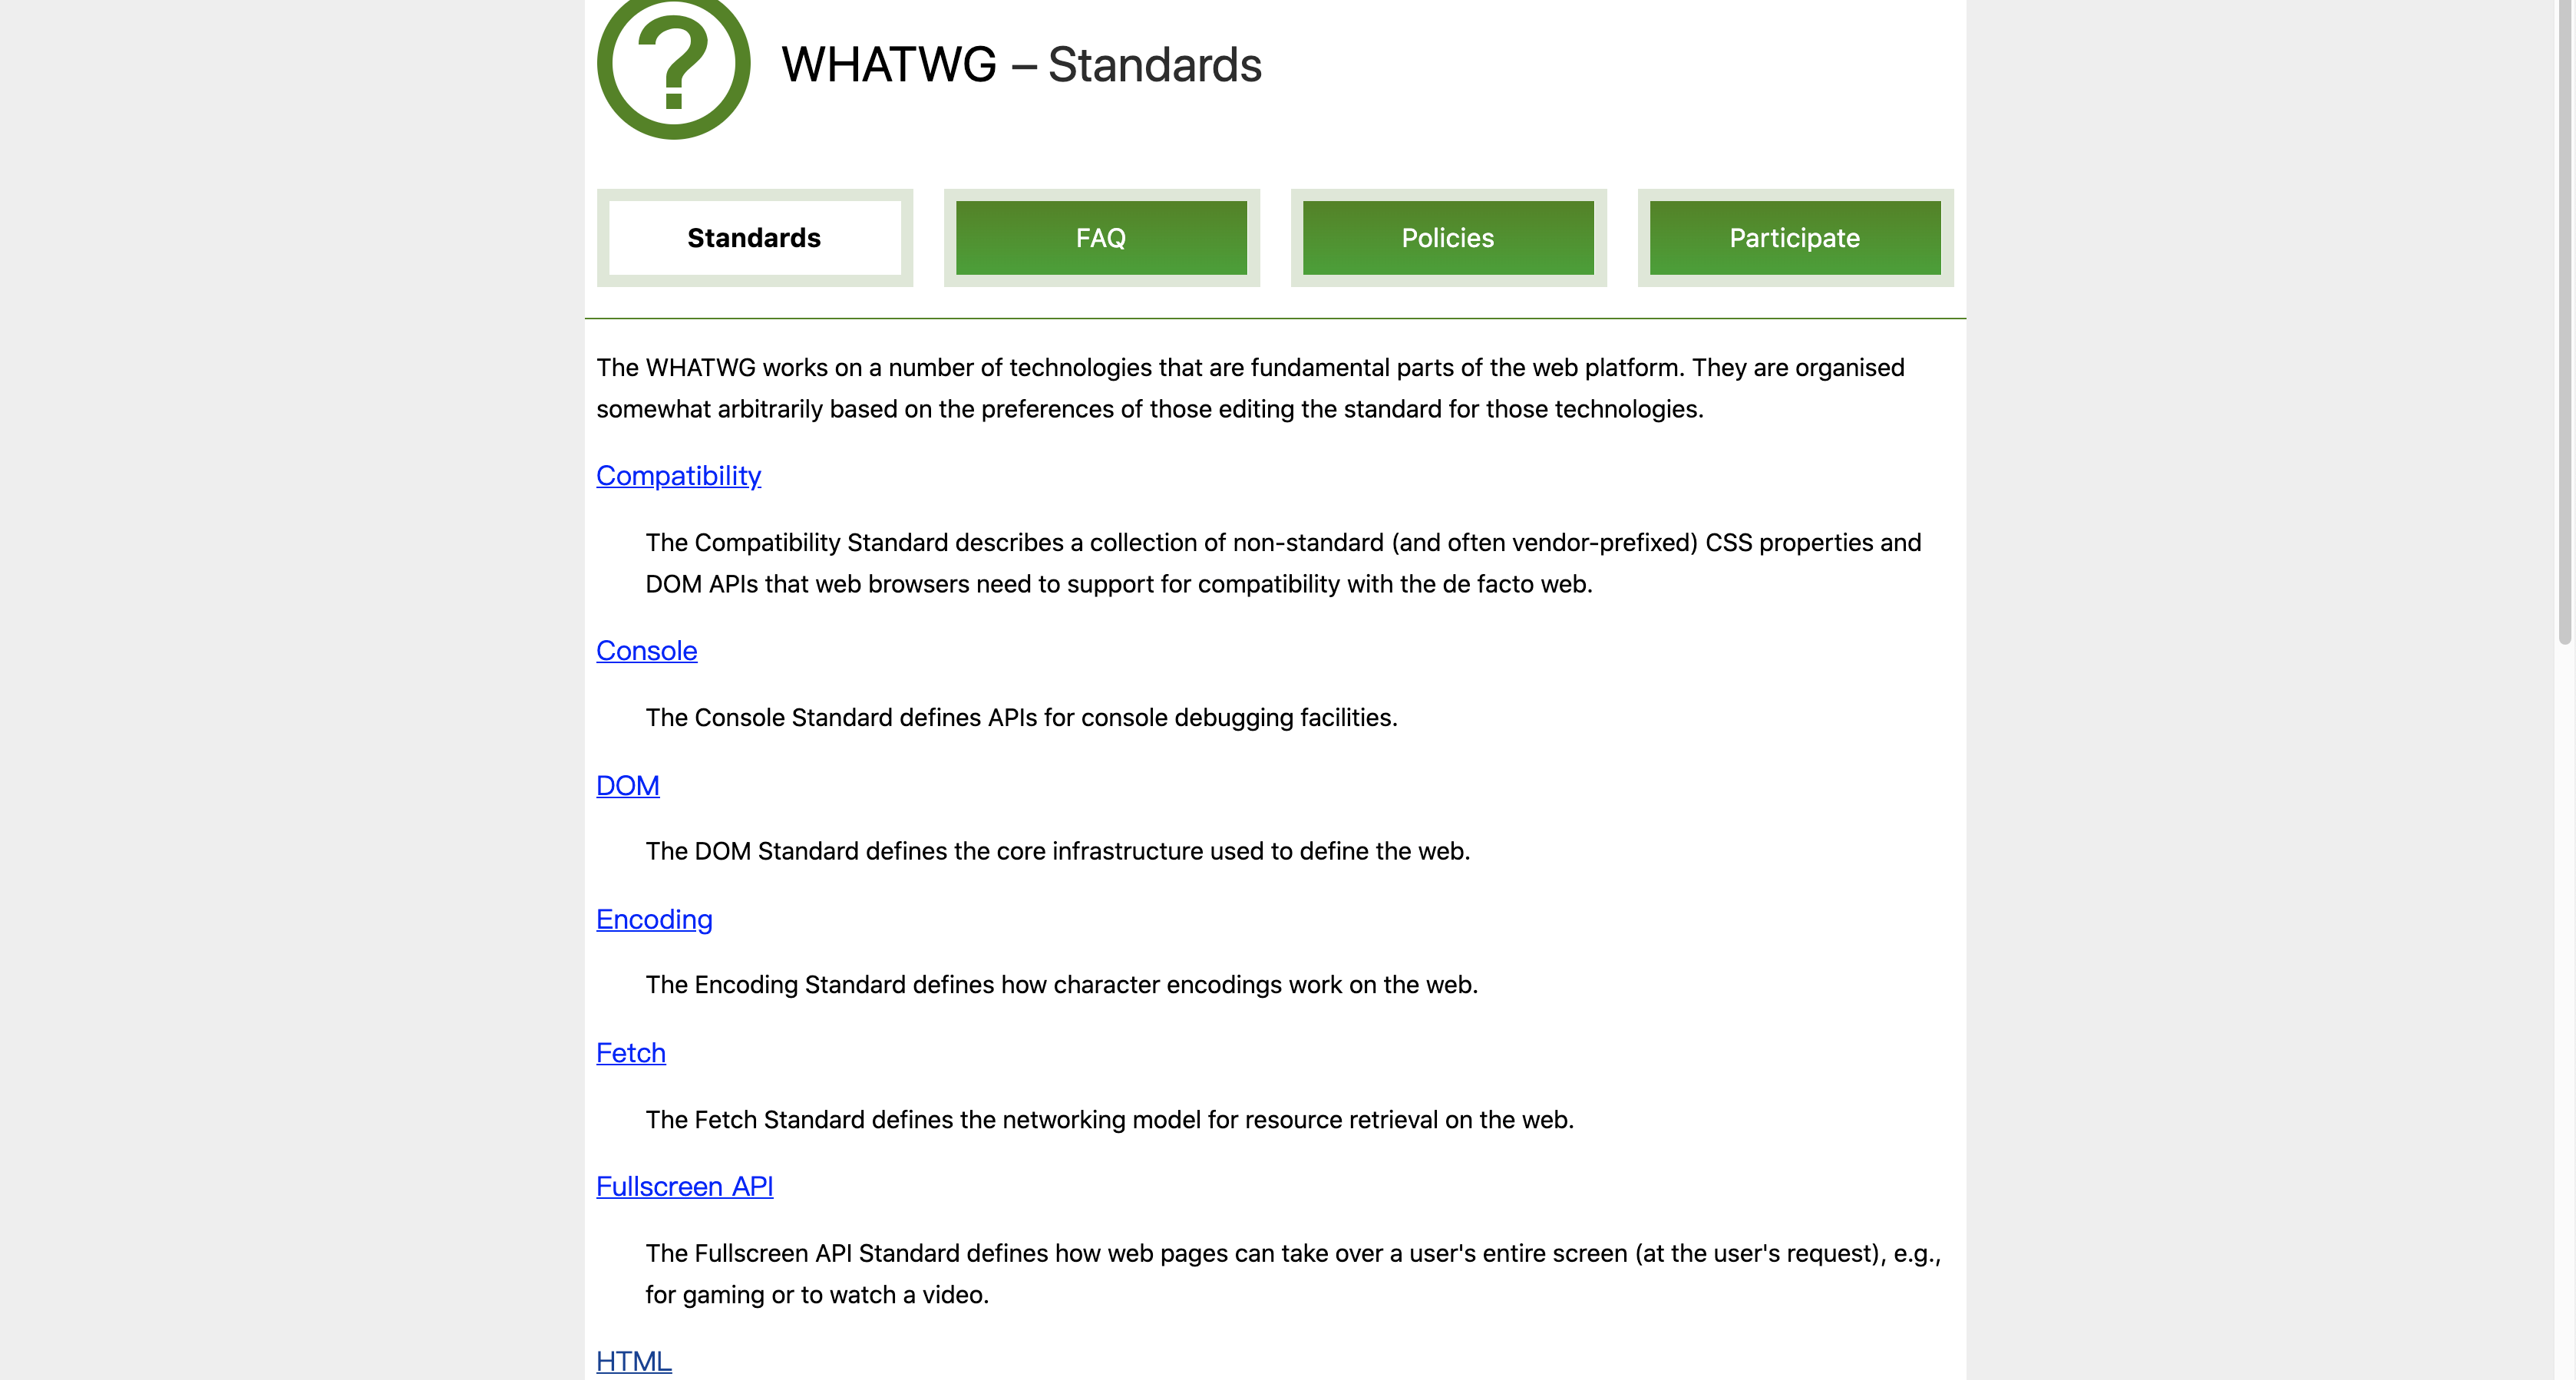 WHATWG – Standards
Standards
FAQ
Policies
Participate
The WHATWG works on a number of technologies that are fundamental parts of the web platform. They are organised
somewhat arbitrarily based on the preferences of those editing the standard for those technologies.
Compatibility
The Compatibility Standard describes a collection of non-standard (and often vendor-prefixed) CSS properties and
DOM APIs that web browsers need to support for compatibility with the de facto web.
Console
The Console Standard defines APIs for console debugging facilities.
DOM
The DOM Standard defines the core infrastructure used to define the web.
Encoding
The Encoding Standard defines how character encodings work on the web.
Fetch
The Fetch Standard defines the networking model for resource retrieval on the web.
Fullscreen API
The Fullscreen API Standard defines how web pages can take over a user's entire screen (at the user's request), e.g.,
for gaming or to watch a video.
HTML